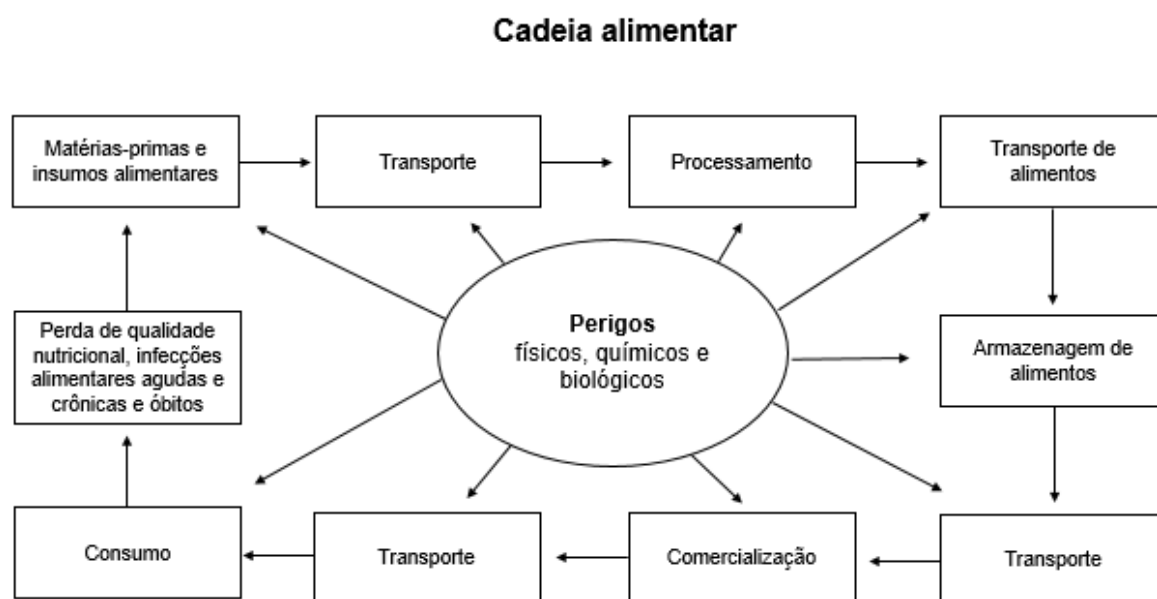 Cadeia alimentar
Matérias-primas e
insumos alimentares
Transporte
Processamento
Transporte de
alimentos
Perigos
físicos, químicos e
biológicos
Perda de qualidade
nutricional, infecções
alimentares agudas e
crônicas e óbitos
Armazenagem de
alimentos
Consumo
Transporte
Comercialização
Transporte